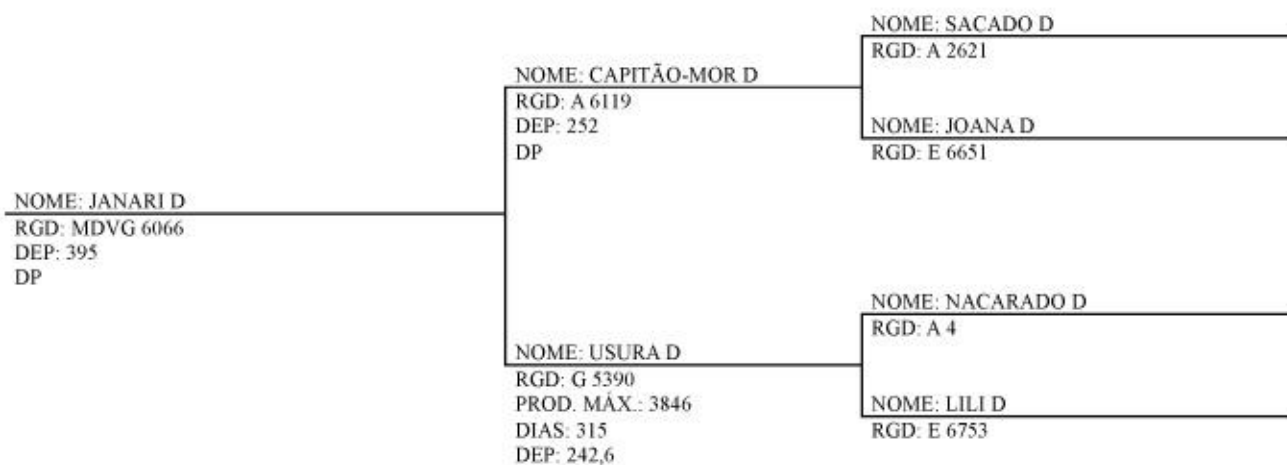 NOME: JANARI D
RGD: MDVG 6066
DEP: 395
DP
NOME: CAPITÃO-MOR D
RGD: A 6119
DEP: 252
DP
NOME: USURA D
RGD: G 5390
PROD. MÁX.: 3846
DIAS: 315
DEP: 242,6
NOME: SACADO D
RGD: A 2621
NOME: JOANA D
RGD: E 6651
NOME: NACARADO D
RGD: A 4
NOME: LILI D
RGD: E 6753